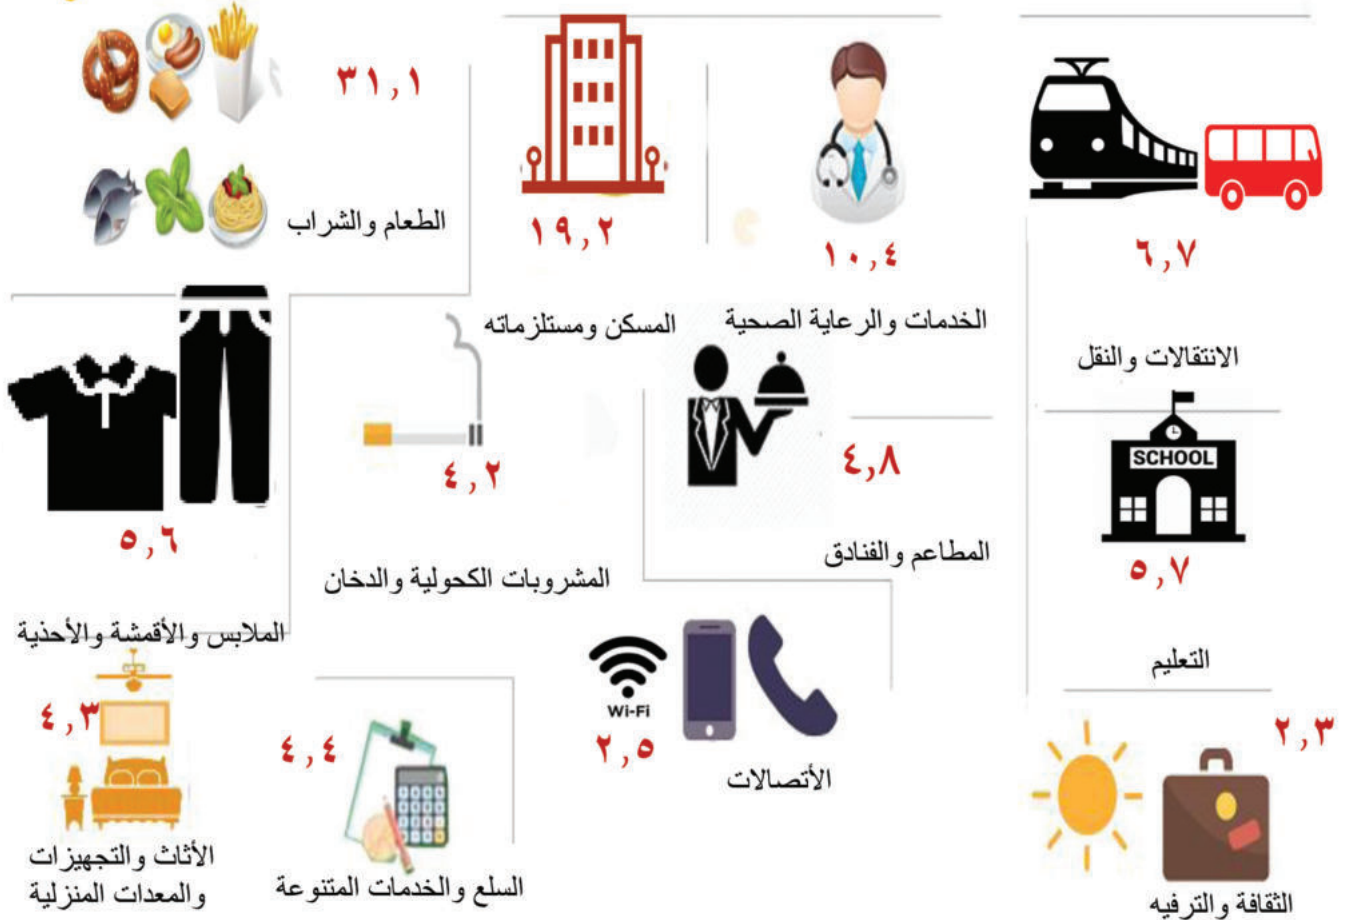 ٣١,١
الطعام والشراب
١٩,٢
المسكن ومستلزماته
١٠,٤
الخدمات والرعاية الصحية
٦,٧
الانتقالات والنقل
٥,٦
الملابس والأقمشة والأحذية
٤,٢
المشروبات الكحولية والدخان
٤,٨
المطاعم والفنادق
SCHOOL
٥,٧
التعليم
٤,٣
الأثاث والتجهيزات
والمعدات المنزلية
٤,٤
السلع والخدمات المتنوعة
Wi-Fi
٢,٥
الأتصالات
٢,٣
الثقافة والترفيه